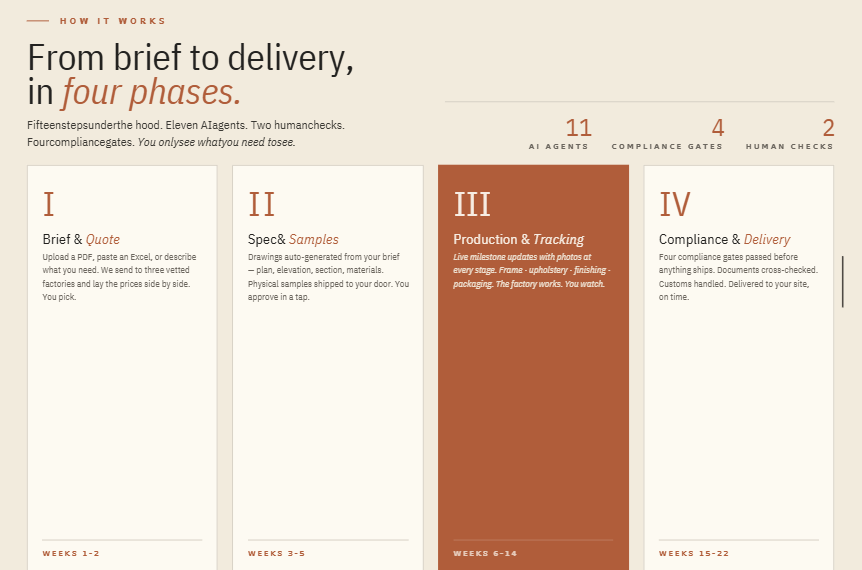 HOW IT WORKS
From brief to delivery,
in four phases.
Fifteenstepsunderthe hood. Eleven AIagents. Two humanchecks.
Fourcompliancegates. You onlysee whatyou need tosee.
11
AI AGENTS
4
COMPLIANCE GATES
2
HUMAN CHECKS
I
Brief & Quote
Upload a PDF, paste an Excel, or describe
what you need. We send to three vetted
factories and lay the prices side by side.
You pick.
WEEKS 1–2
II
Spec& Samples
Drawings auto-generated from your brief
— plan, elevation, section, materials.
Physical samples shipped to your door. You
approve in a tap.
WEEKS 3–5
III
Production & Tracking
Live milestone updates with photos at
every stage. Frame · upholstery · finishing ·
packaging. The factory works. You watch.
WEEKS 6–14
IV
Compliance & Delivery
Four compliance gates passed before
anything ships. Documents cross-checked.
Customs handled. Delivered to your site,
on time.
WEEKS 15–22